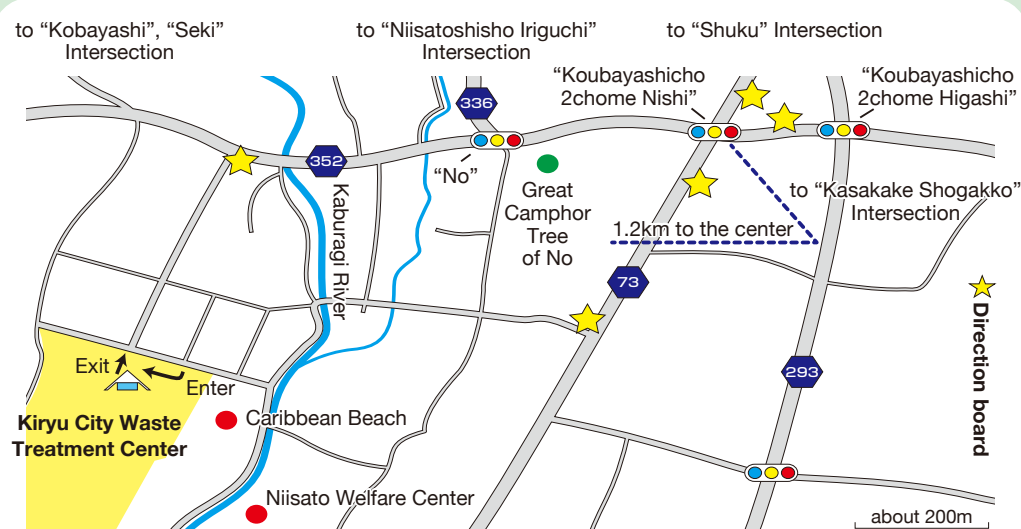 to “Kobayashi”, “Seki”
Intersection
to “Niisatoshisho Iriguchi”
Intersection
to “Shuku” Intersection
“Koubayashicho
2chome Nishi”
“Koubayashicho
2chome Higashi”
336
352
“No”
Great
Camphor
Tree
of No
to “Kasakake Shogakko”
Intersection
1.2km to the center
Kaburagi River
73
293
Direction board
Exit
Enter
Kiryu City Waste
Treatment Center
Caribbean Beach
Niisato Welfare Center
about 200m